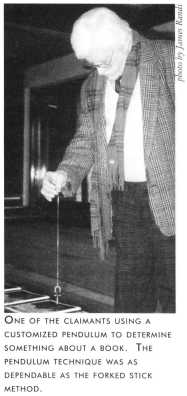 photo by James Randi
ONE OF THE CLAIMANTS USING A
CUSTOMIZED PENDULUM TO DETERMINE
SOMETHING ABOUT A BOOK. THE
PENDULUM TECHNIQUE WAS AS
DEPENDABLE AS THE FORKED STICK
METHOD.